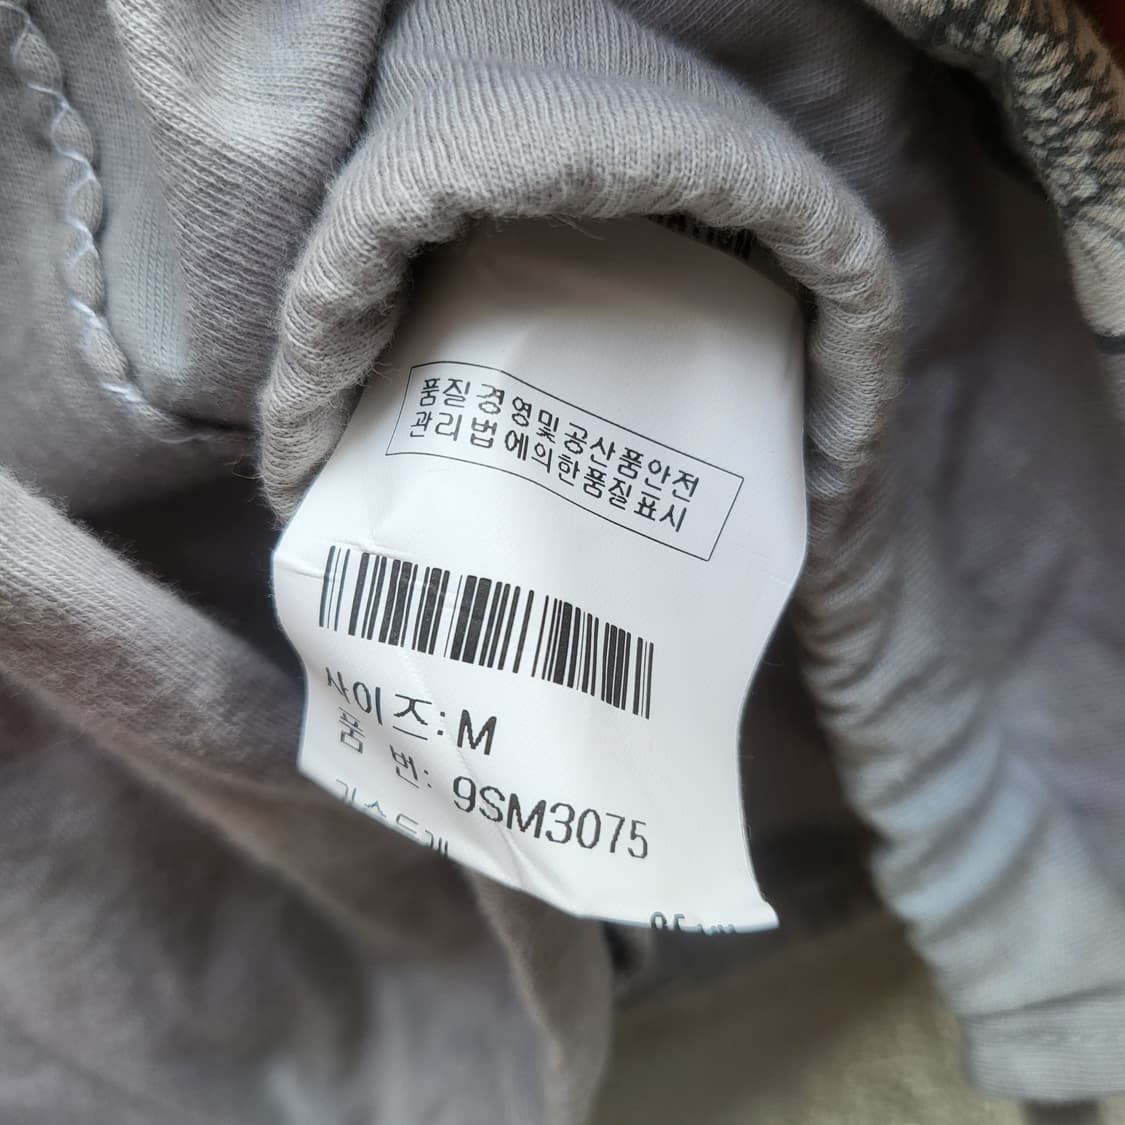 품질경영및공산품안전
관리법에의한품질표시
사이즈: M
품 번: 9SM3075